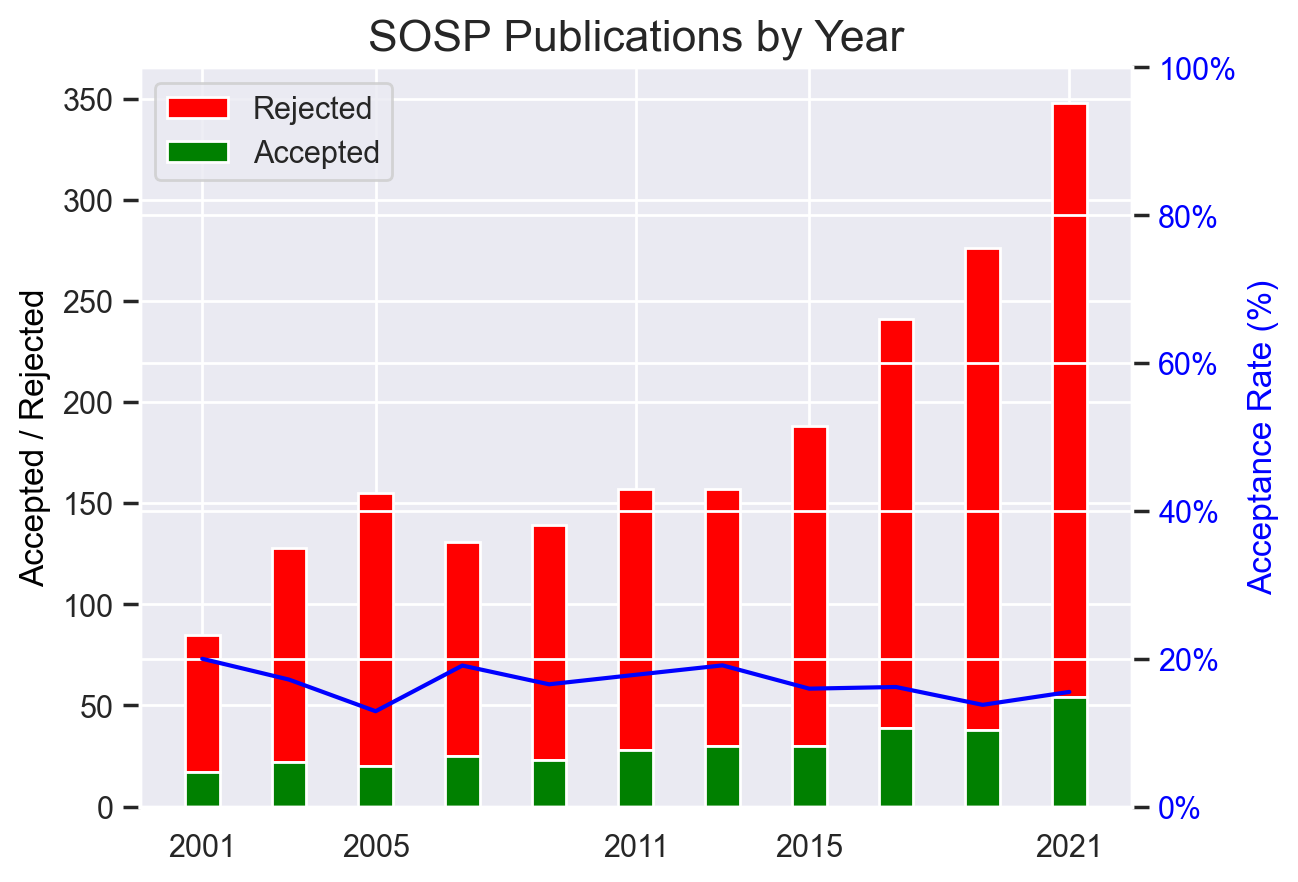 SOSP Publications by Year
Rejected
Accepted
Accepted / Rejected
350
300
250
200
150
100
50
0
100%
80%
60%
40%
20%
0%
Acceptance Rate (%)
2001 2005 2011 2015 2021